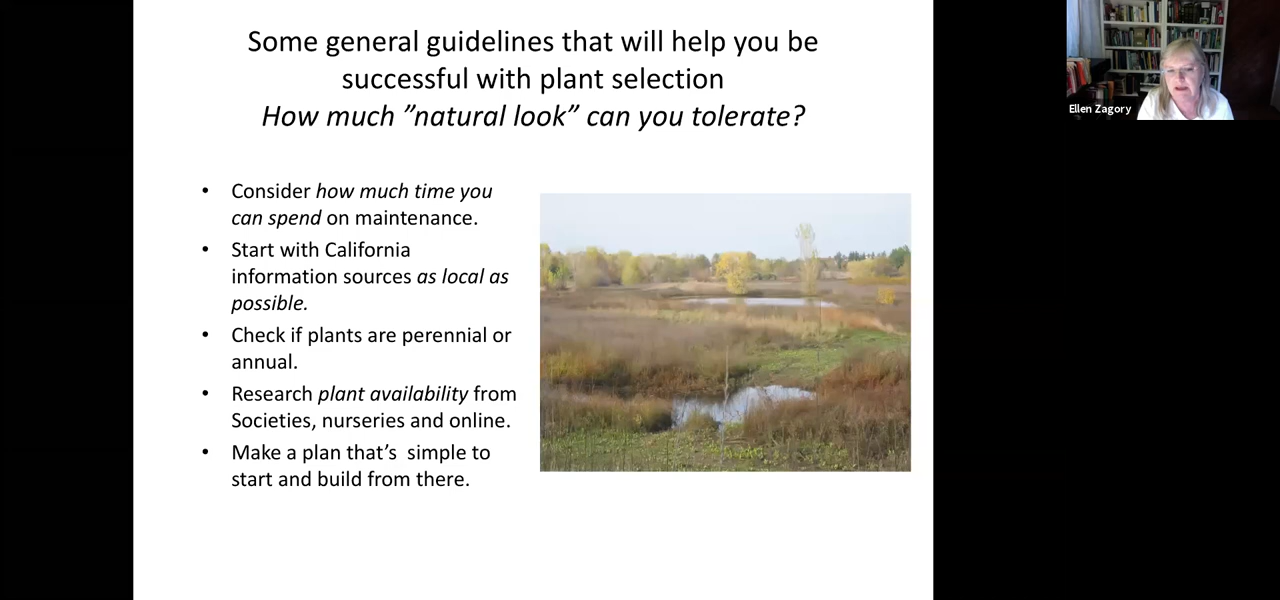 Some general guidelines that will help you be
successful with plant selection
How much ”natural look” can you tolerate?
• Consider how much time you
can spend on maintenance.
• Start with California
information sources as local as
possible.
• Check if plants are perennial or
annual.
• Research plant availability from
Societies, nurseries and online.
• Make a plan that’s  simple to
start and build from there.
Ellen Zagory